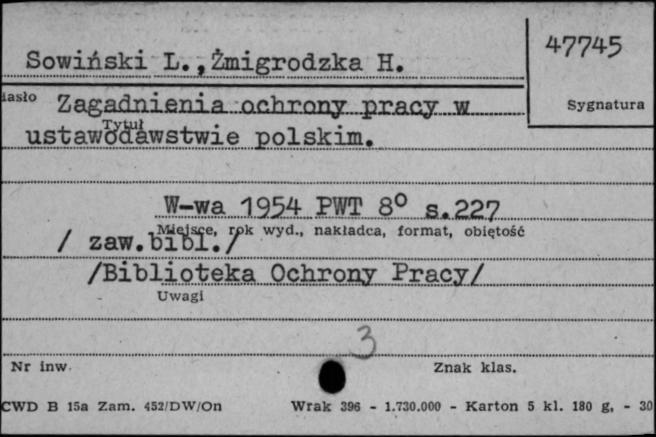 47745
Sowiński L., Żmigrodzka H.
iasło Zagadnienia ochrony pracy w
Sygnatura
Tytuł
ustawodawstwie polskim.
W-wa 1954 PWT 8° s.227
Miejsce, rok wyd., nakładca, format, objętość
/ zaw.bibl./
/Biblioteka Ochrony Pracy/
Uwagi
3
Nr inw. Znak klas.
CWD B 15a Zam. 452/DW/On Wrak 396 - 1.730.000 - Karton 5 kl. 180 g. - 30